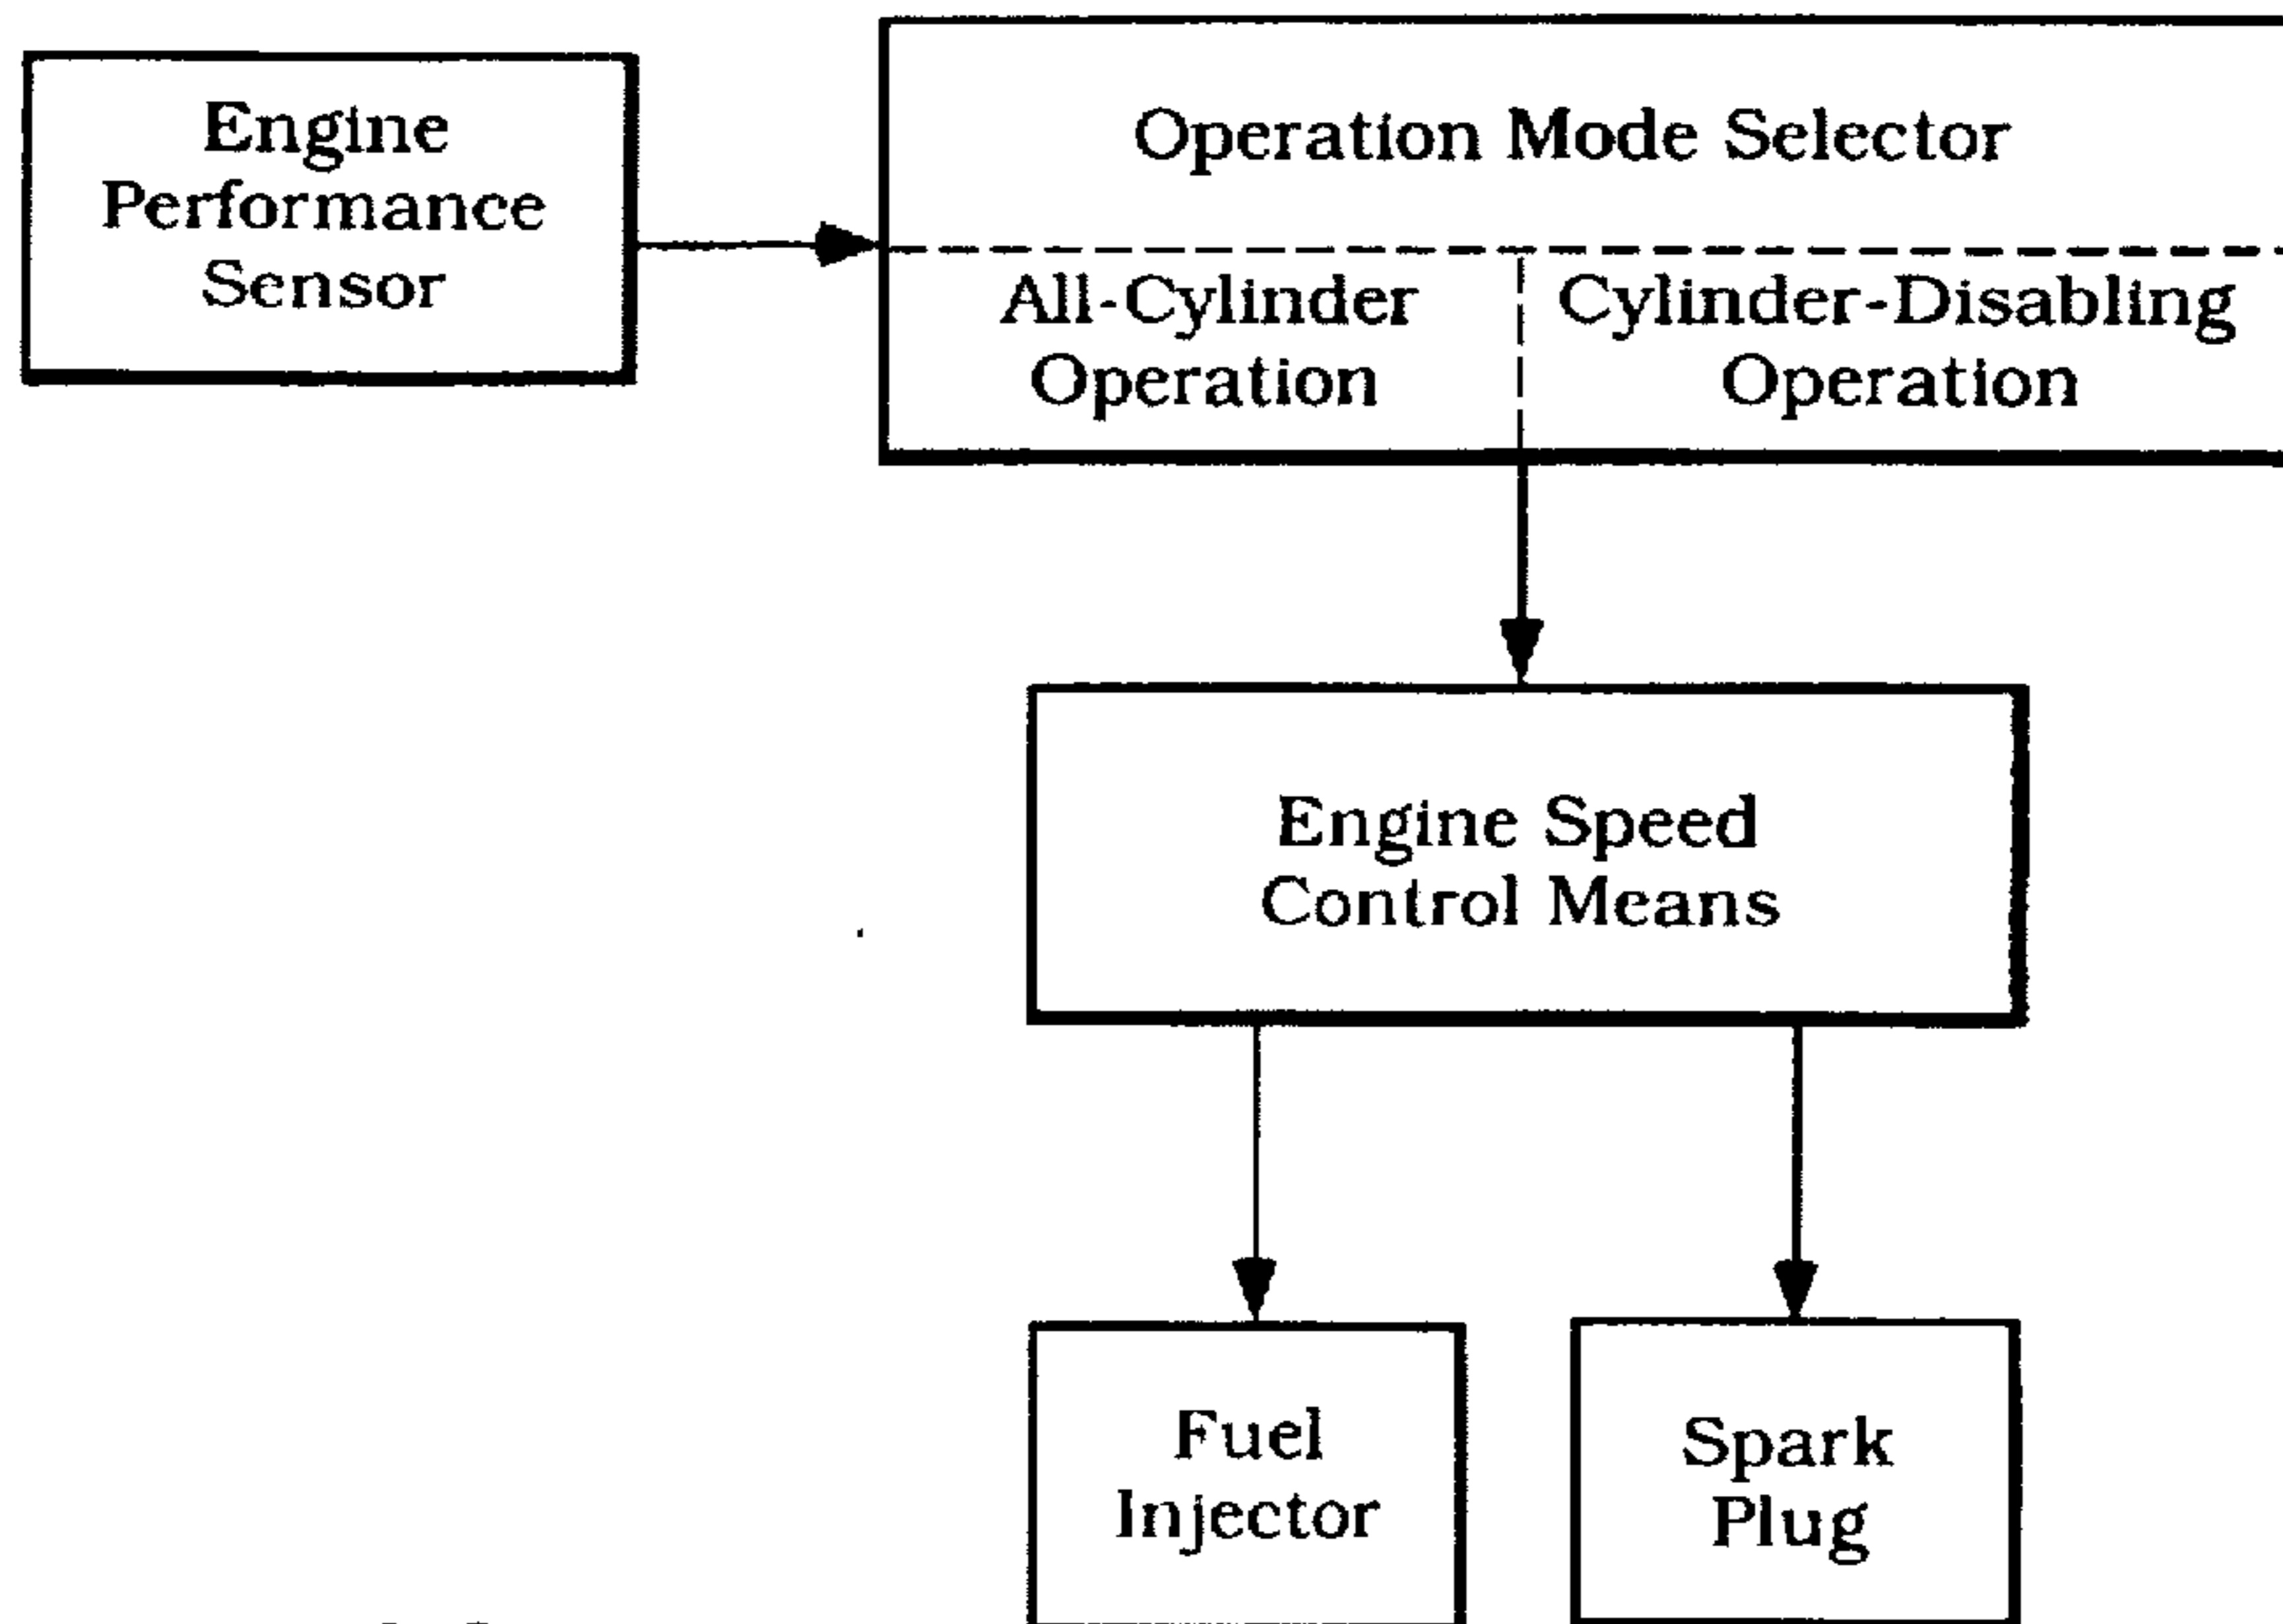 Engine
Performance
Sensor
Operation Mode Selector
All-Cylinder
Operation
Cylinder-Disabling
Operation
Engine Speed
Control Means
Fuel
Injector
Spark
Plug